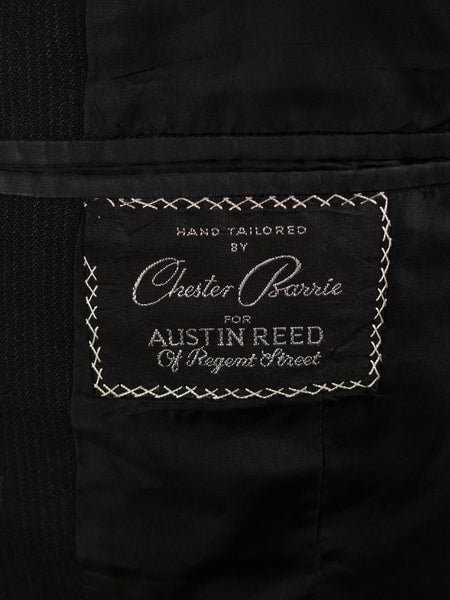 HAND TAILORED
BY
Chester Barrie
FOR
AUSTIN REED
Of Regent Street